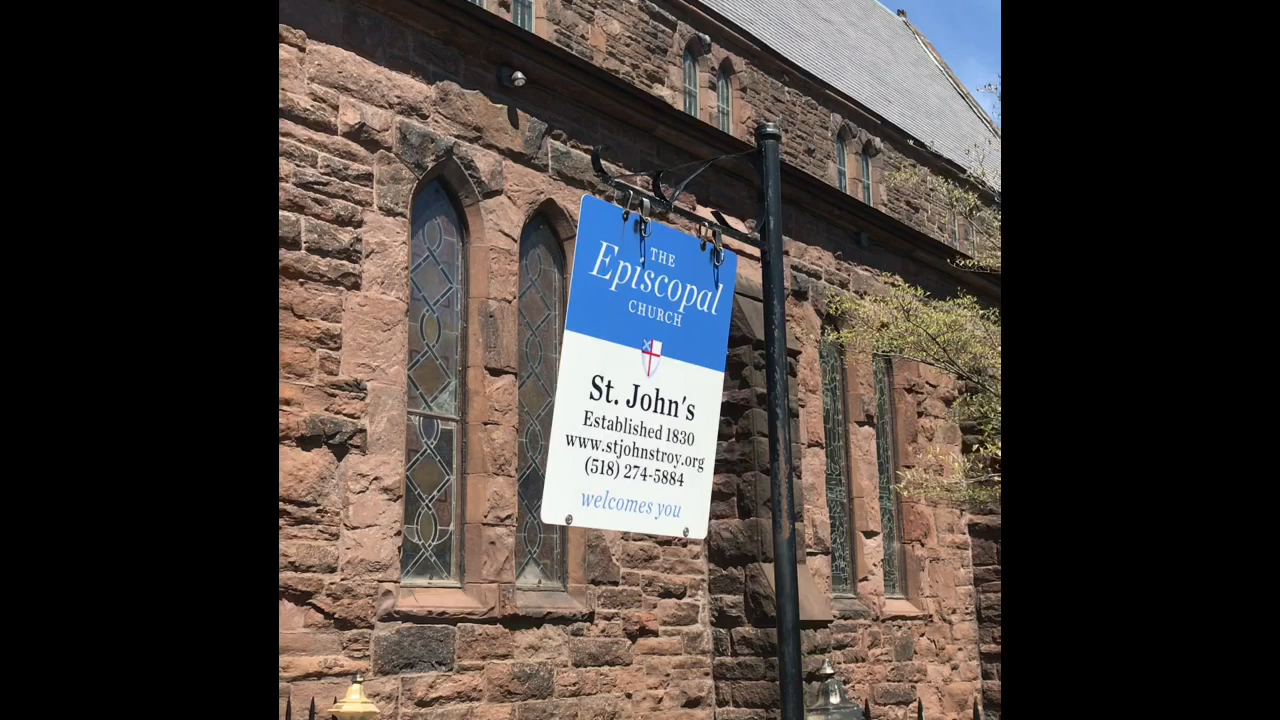 THE
Episcopal
CHURCH
St. John's
Established 1830
www.stjohnstroy.org
(518) 274-5884
welcomes you